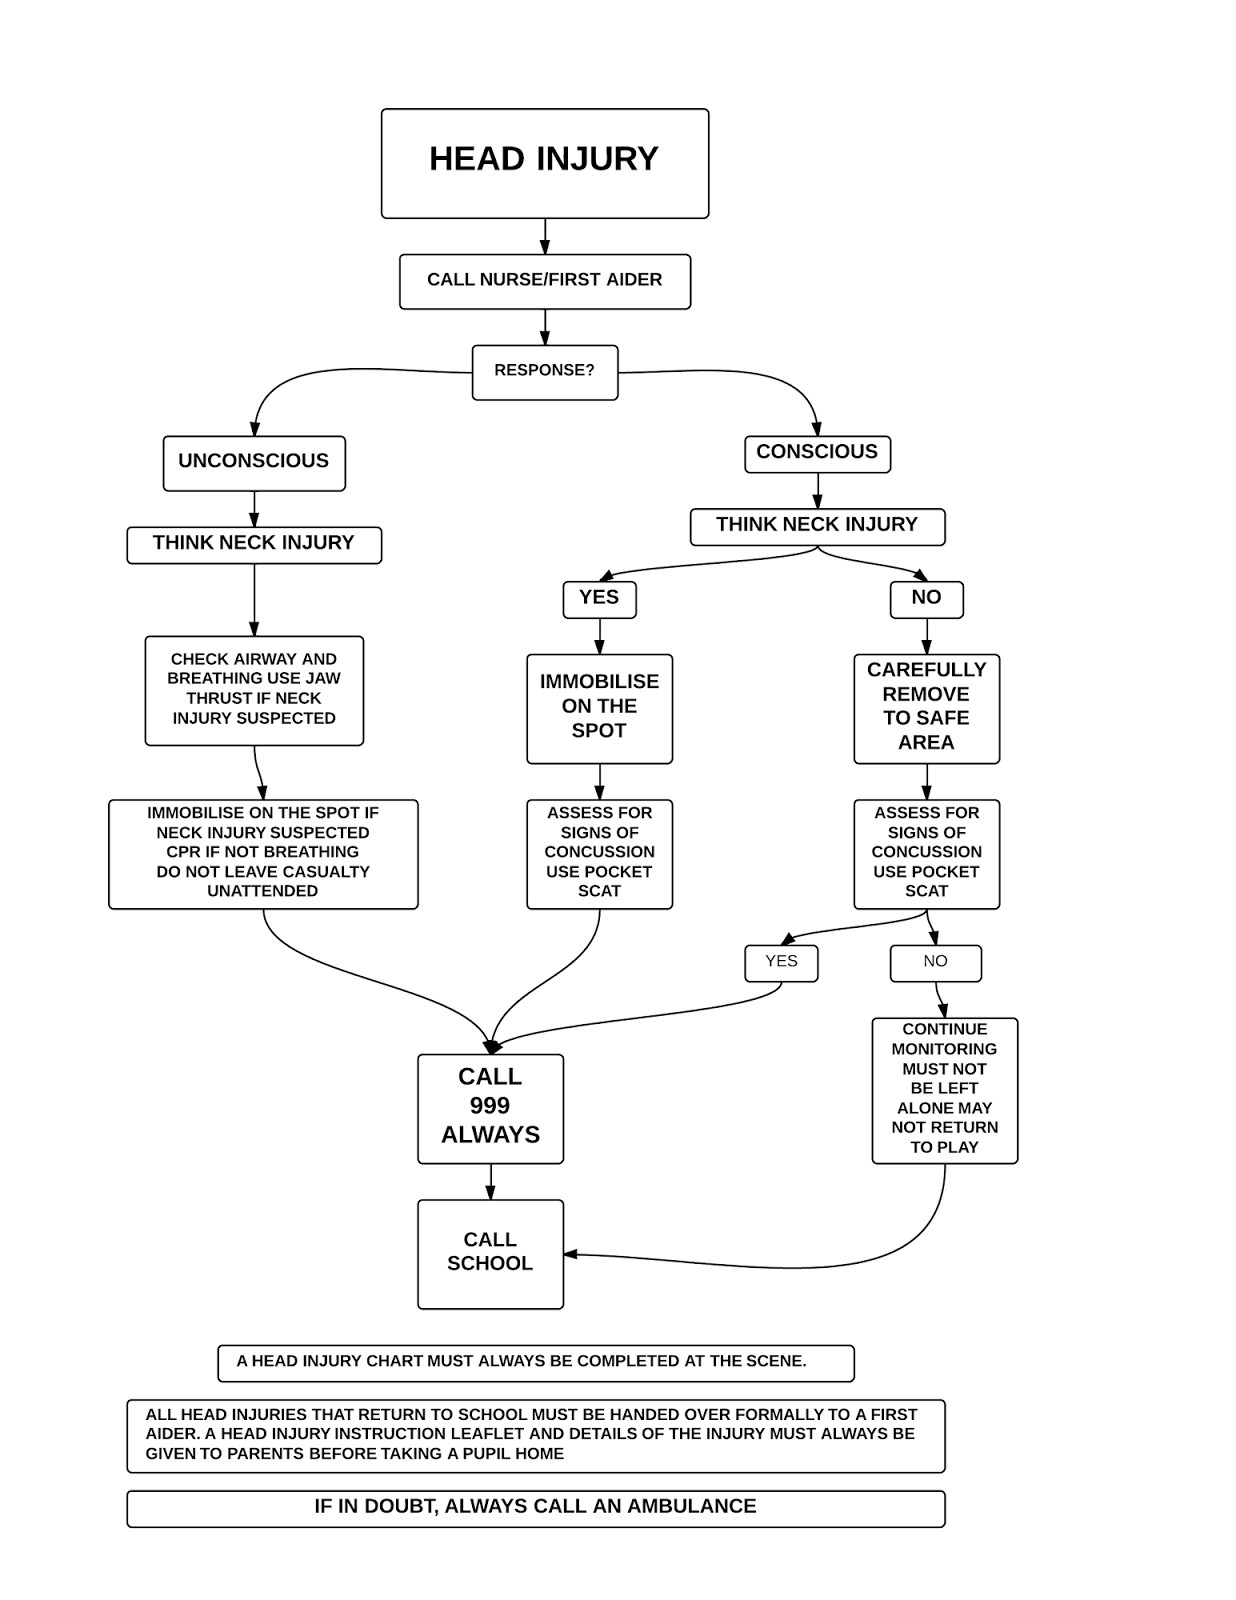 HEAD INJURY
CALL NURSE/FIRST AIDER
RESPONSE?
UNCONSCIOUS
CONSCIOUS
THINK NECK INJURY
THINK NECK INJURY
YES
NO
CHECK AIRWAY AND
BREATHING USE JAW
THRUST IF NECK
INJURY SUSPECTED
IMMOBILISE
ON THE
SPOT
CAREFULLY
REMOVE
TO SAFE
AREA
IMMOBILISE ON THE SPOT IF
NECK INJURY SUSPECTED
CPR IF NOT BREATHING
DO NOT LEAVE CASUALTY
UNATTENDED
ASSESS FOR
SIGNS OF
CONCUSSION
USE POCKET
SCAT
ASSESS FOR
SIGNS OF
CONCUSSION
USE POCKET
SCAT
YES
NO
CONTINUE
MONITORING
MUST NOT
BE LEFT
ALONE MAY
NOT RETURN
TO PLAY
CALL
999
ALWAYS
CALL
SCHOOL
A HEAD INJURY CHART MUST ALWAYS BE COMPLETED AT THE SCENE.
ALL HEAD INJURIES THAT RETURN TO SCHOOL MUST BE HANDED OVER FORMALLY TO A FIRST
AIDER. A HEAD INJURY INSTRUCTION LEAFLET AND DETAILS OF THE INJURY MUST ALWAYS BE
GIVEN TO PARENTS BEFORE TAKING A PUPIL HOME
IF IN DOUBT, ALWAYS CALL AN AMBULANCE